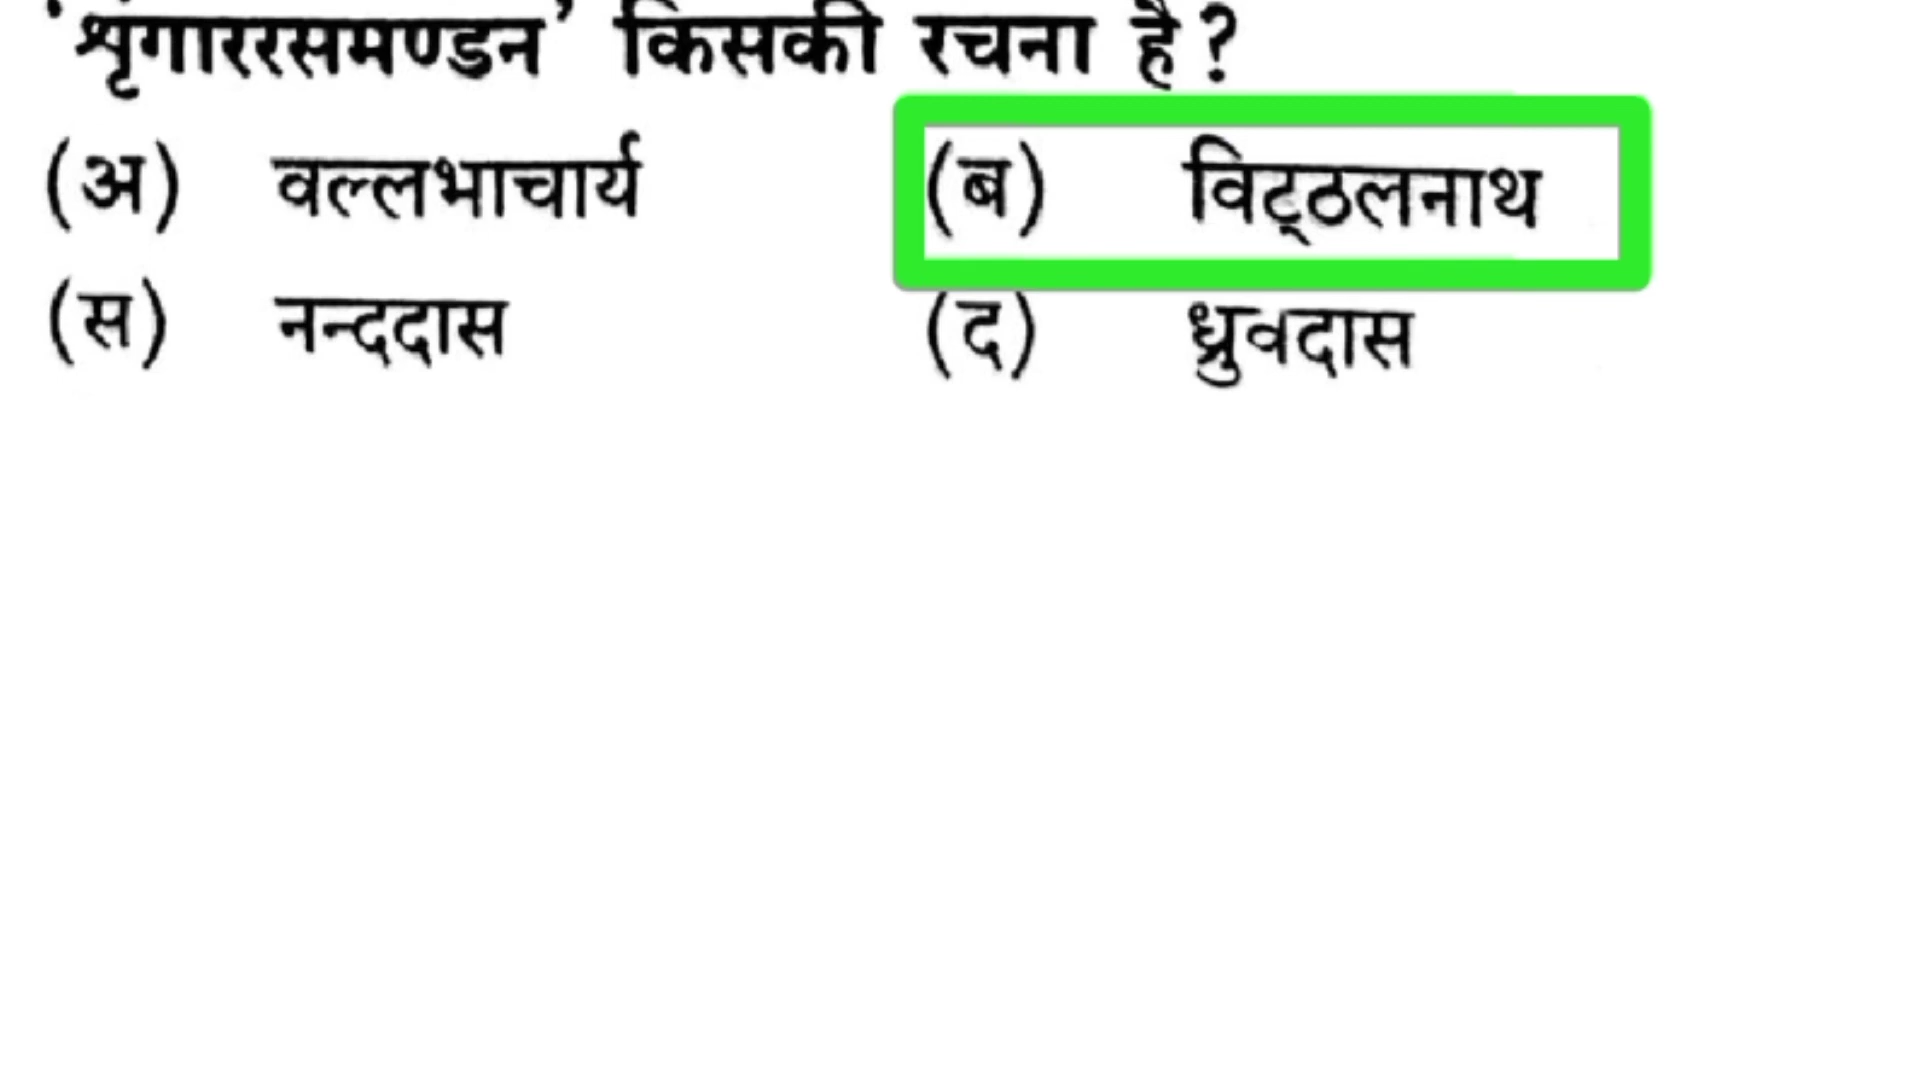 'शृंगाररसमण्डन' किसकी रचना है?
(अ) वल्लभाचार्य (ब) विट्ठलनाथ
(स) नन्ददास (द) ध्रुवदास